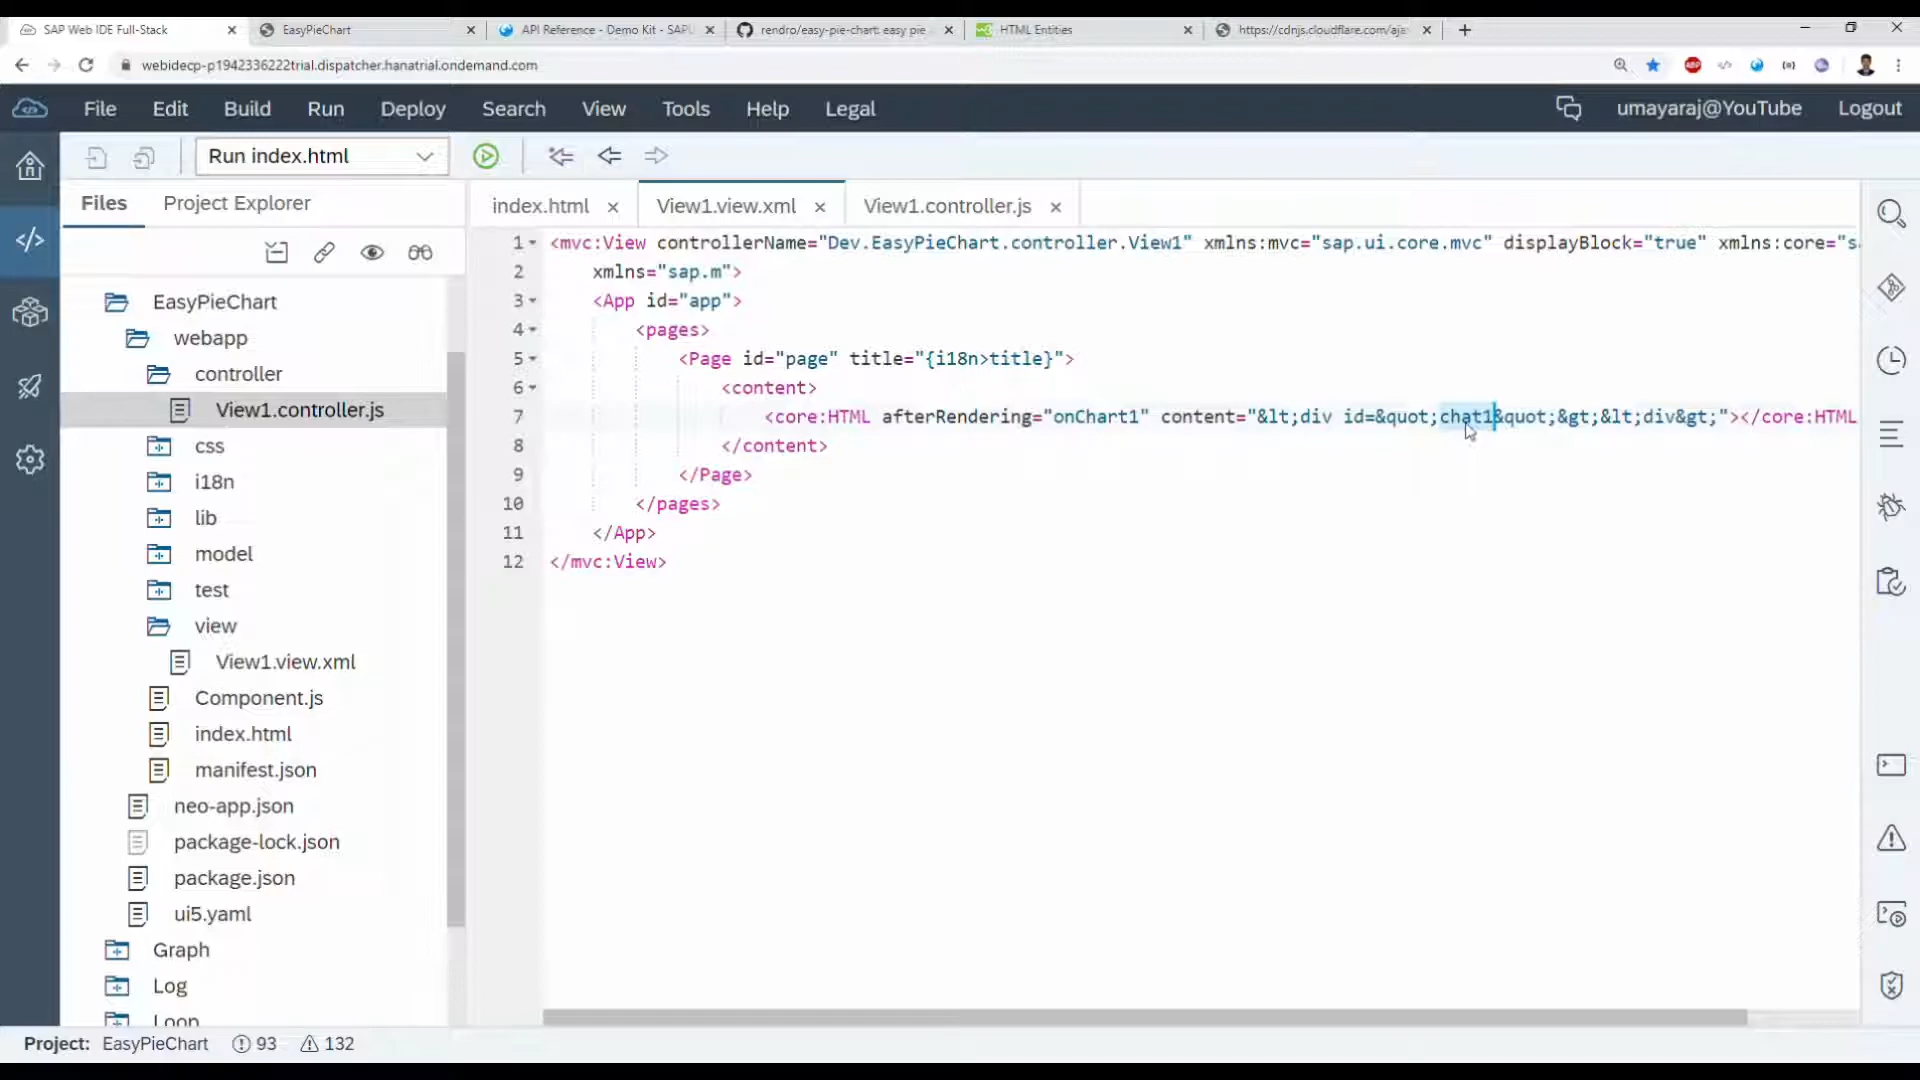 SAP Web IDE Full-Stack
EasyPieChart
API Reference - Demo Kit - SAPU
rendro/easy-pie-chart: easy pie
HTML Entities
https://cdnjs.cloudflare.com/aja
webidecp-p1942336222trial.dispatcher.hanatrial.ondemand.com
File Edit Build Run Deploy Search View Tools Help Legal
umayaraj@YouTube Logout
Run index.html
Files Project Explorer
index.html
View1.view.xml
View1.controller.js
EasyPieChart
webapp
controller
View1.controller.js
css
i18n
lib
model
test
view
View1.view.xml
Component.js
index.html
manifest.json
neo-app.json
package-lock.json
package.json
ui5.yaml
Graph
Log
Loop
1 <mvc:View controllerName="Dev.EasyPieChart.controller.View1" xmlns:mvc="sap.ui.core.mvc" displayBlock="true" xmlns:core="s
2 xmlns="sap.m">
3 <App id="app">
4 <pages>
5 <Page id="page" title="{i18n>title}">
6 <content>
7 <core:HTML afterRendering="onChart1" content="&lt;div id=&quot;chat1&quot;&gt;&lt;div&gt;"></core:HTML
8 </content>
9 </Page>
10 </pages>
11 </App>
12 </mvc:View>
Project: EasyPieChart 93 132